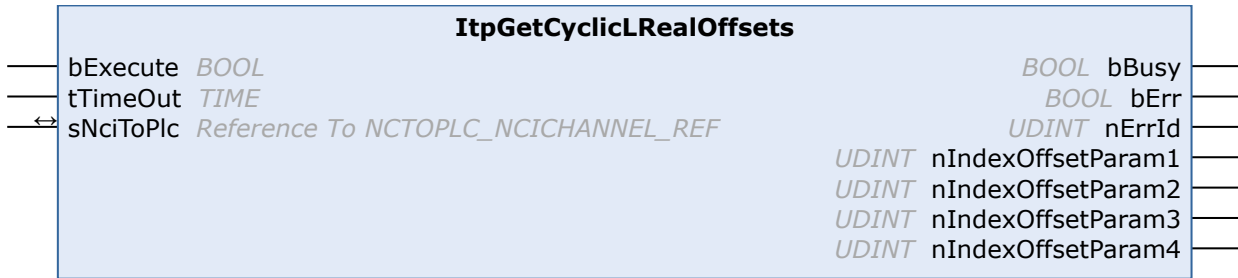 ItpGetCyclicLRealOffsets
bExecute BOOL BOOL bBusy
tTimeOut TIME BOOL bErr
↔ sNciToPlc Reference To NCTOPLC_NCICHANNEL_REF UDINT nErrId
UDINT nIndexOffsetParam1
UDINT nIndexOffsetParam2
UDINT nIndexOffsetParam3
UDINT nIndexOffsetParam4